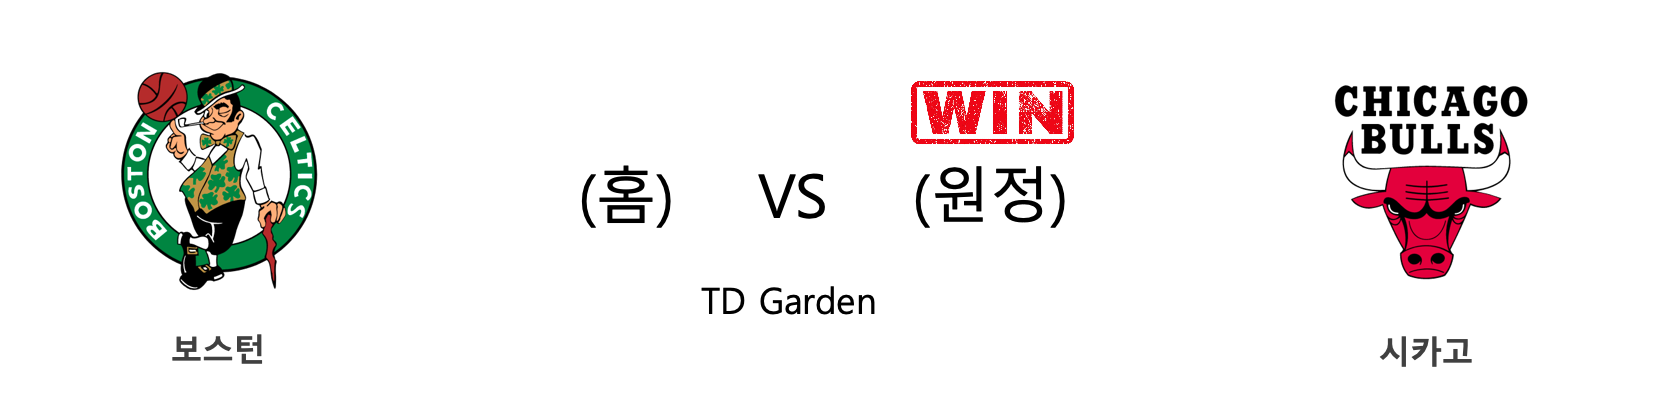 BOSTON CELTICS
WIN
CHICAGO
BULLS
(홈) VS (원정)
TD Garden
보스턴
시카고